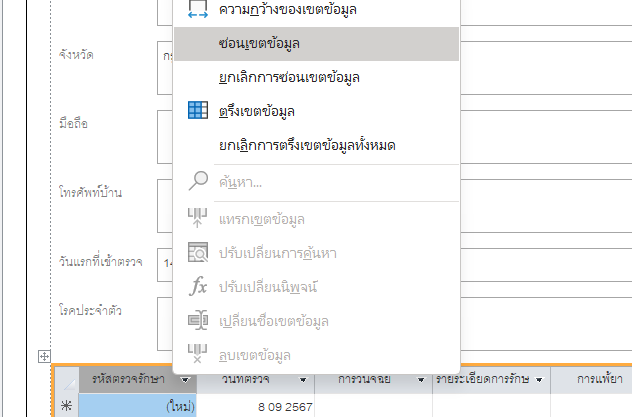 ความกว้างของเขตข้อมูล
ซ่อนเขตข้อมูล
จังหวัด
ยกเลิกการซ่อนเขตข้อมูล
ตรึงเขตข้อมูล
มือถือ
ยกเลิกการตรึงเขตข้อมูลทั้งหมด
ค้นหา...
โทรศัพท์บ้าน
แทรกเขตข้อมูล
ปรับเปลี่ยนการค้นหา
วันแรกที่เข้าตรวจ 14
ปรับเปลี่ยนนิพจน์
โรคประจำตัว
เปลี่ยนชื่อเขตข้อมูล
ลบเขตข้อมูล
รหัสตรวจรักษา วันที่ตรวจ การวินิจฉัย รายระเอียดการรักษ การแพ้ยา
(ใหม่) 8 09 2567